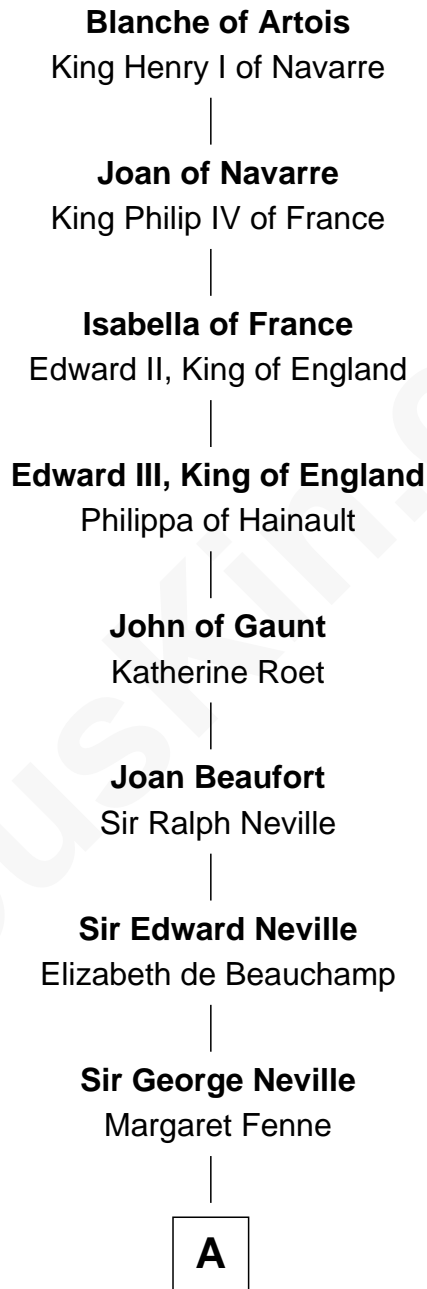 Blanche of Artois
King Henry I of Navarre
Joan of Navarre
King Philip IV of France
Isabella of France
Edward II, King of England
Edward III, King of England
Philippa of Hainault
John of Gaunt
Katherine Roet
Joan Beaufort
Sir Ralph Neville
Sir Edward Neville
Elizabeth de Beauchamp
Sir George Neville
Margaret Fenne
A